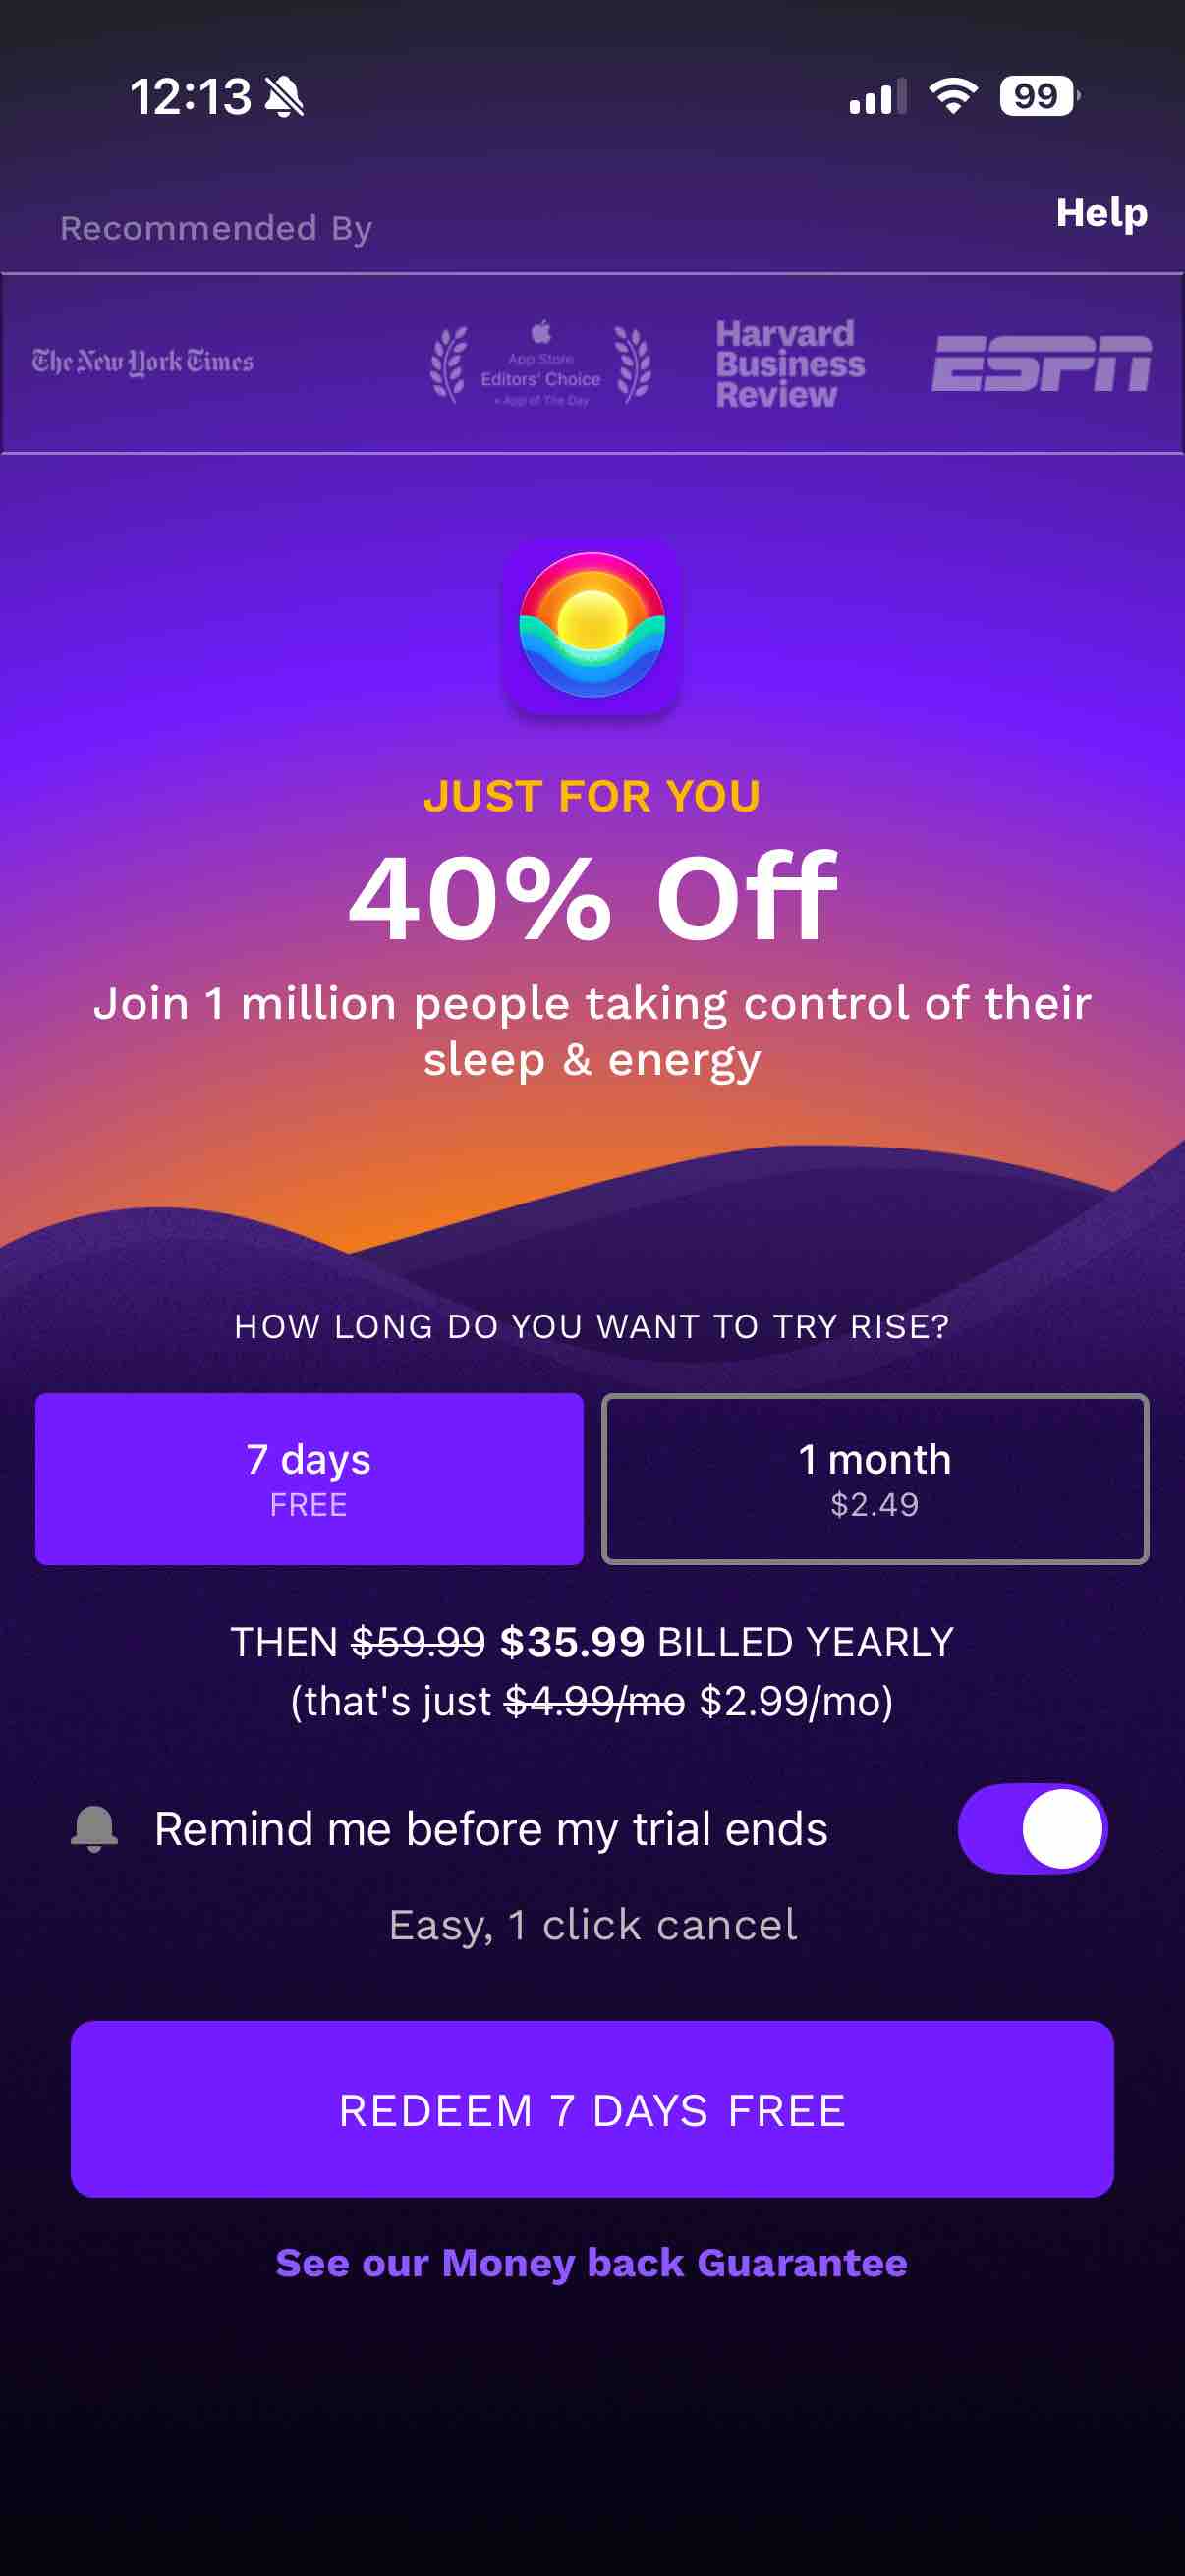 12:13
99
Help
Recommended By
The New York Times
App Store
Editors' Choice
+ App of The Day
Harvard
Business
Review
ESPN
JUST FOR YOU
40% Off
Join 1 million people taking control of their
sleep & energy
HOW LONG DO YOU WANT TO TRY RISE?
7 days
FREE
1 month
$2.49
THEN $59.99 $35.99 BILLED YEARLY
(that's just $4.99/mo $2.99/mo)
Remind me before my trial ends
Easy, 1 click cancel
REDEEM 7 DAYS FREE
See our Money back Guarantee